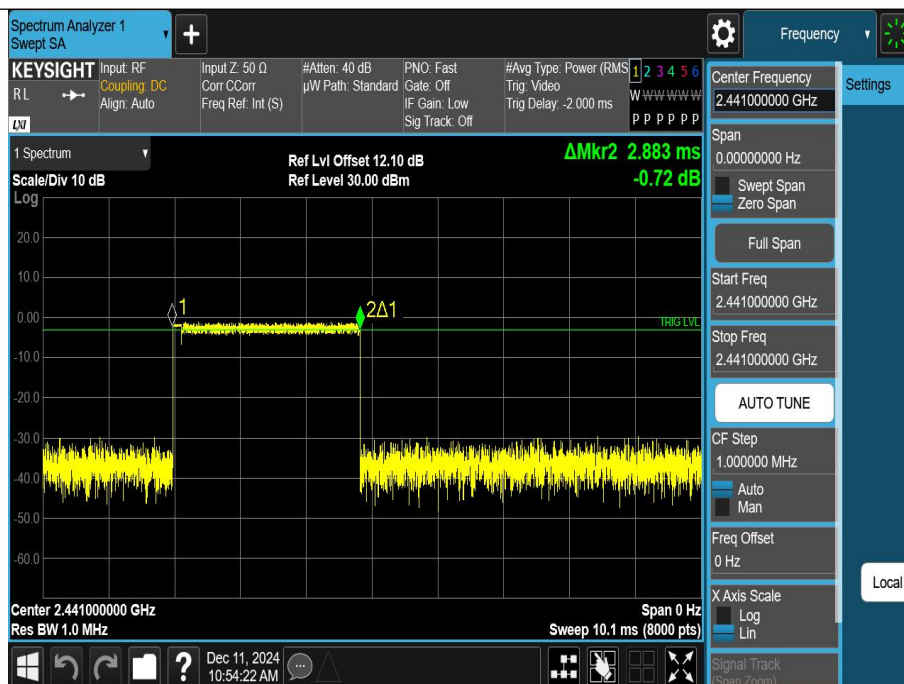 Spectrum Analyzer 1
Swept SA
+
Frequency
KEYSIGHT
RL
LXI
Input: RF
Coupling: DC
Align: Auto
Input Z: 50 Ω
Corr CCorr
Freq Ref: Int (S)
#Atten: 40 dB
µW Path: Standard
PNO: Fast
Gate: Off
IF Gain: Low
Sig Track: Off
#Avg Type: Power (RMS
Trig: Video
Trig Delay: -2.000 ms
1 2 3 4 5 6
W W W W W W
P P P P P P
1 Spectrum
Scale/Div 10 dB
Log
Ref Lvl Offset 12.10 dB
Ref Level 30.00 dBm
ΔMkr2 2.883 ms
-0.72 dB
20.0
10.0
0.00
-10.0
-20.0
-30.0
-40.0
-50.0
-60.0
1
2Δ1
TRIG LVL
Center 2.441000000 GHz
Res BW 1.0 MHz
Span 0 Hz
Sweep 10.1 ms (8000 pts)
Center Frequency
2.441000000 GHz
Span
0.00000000 Hz
Swept Span
Zero Span
Full Span
Start Freq
2.441000000 GHz
Stop Freq
2.441000000 GHz
AUTO TUNE
CF Step
1.000000 MHz
Auto
Man
Freq Offset
0 Hz
X Axis Scale
Log
Lin
Signal Track
(Span Zoom)
Settings
Local
?
Dec 11, 2024
10:54:22 AM